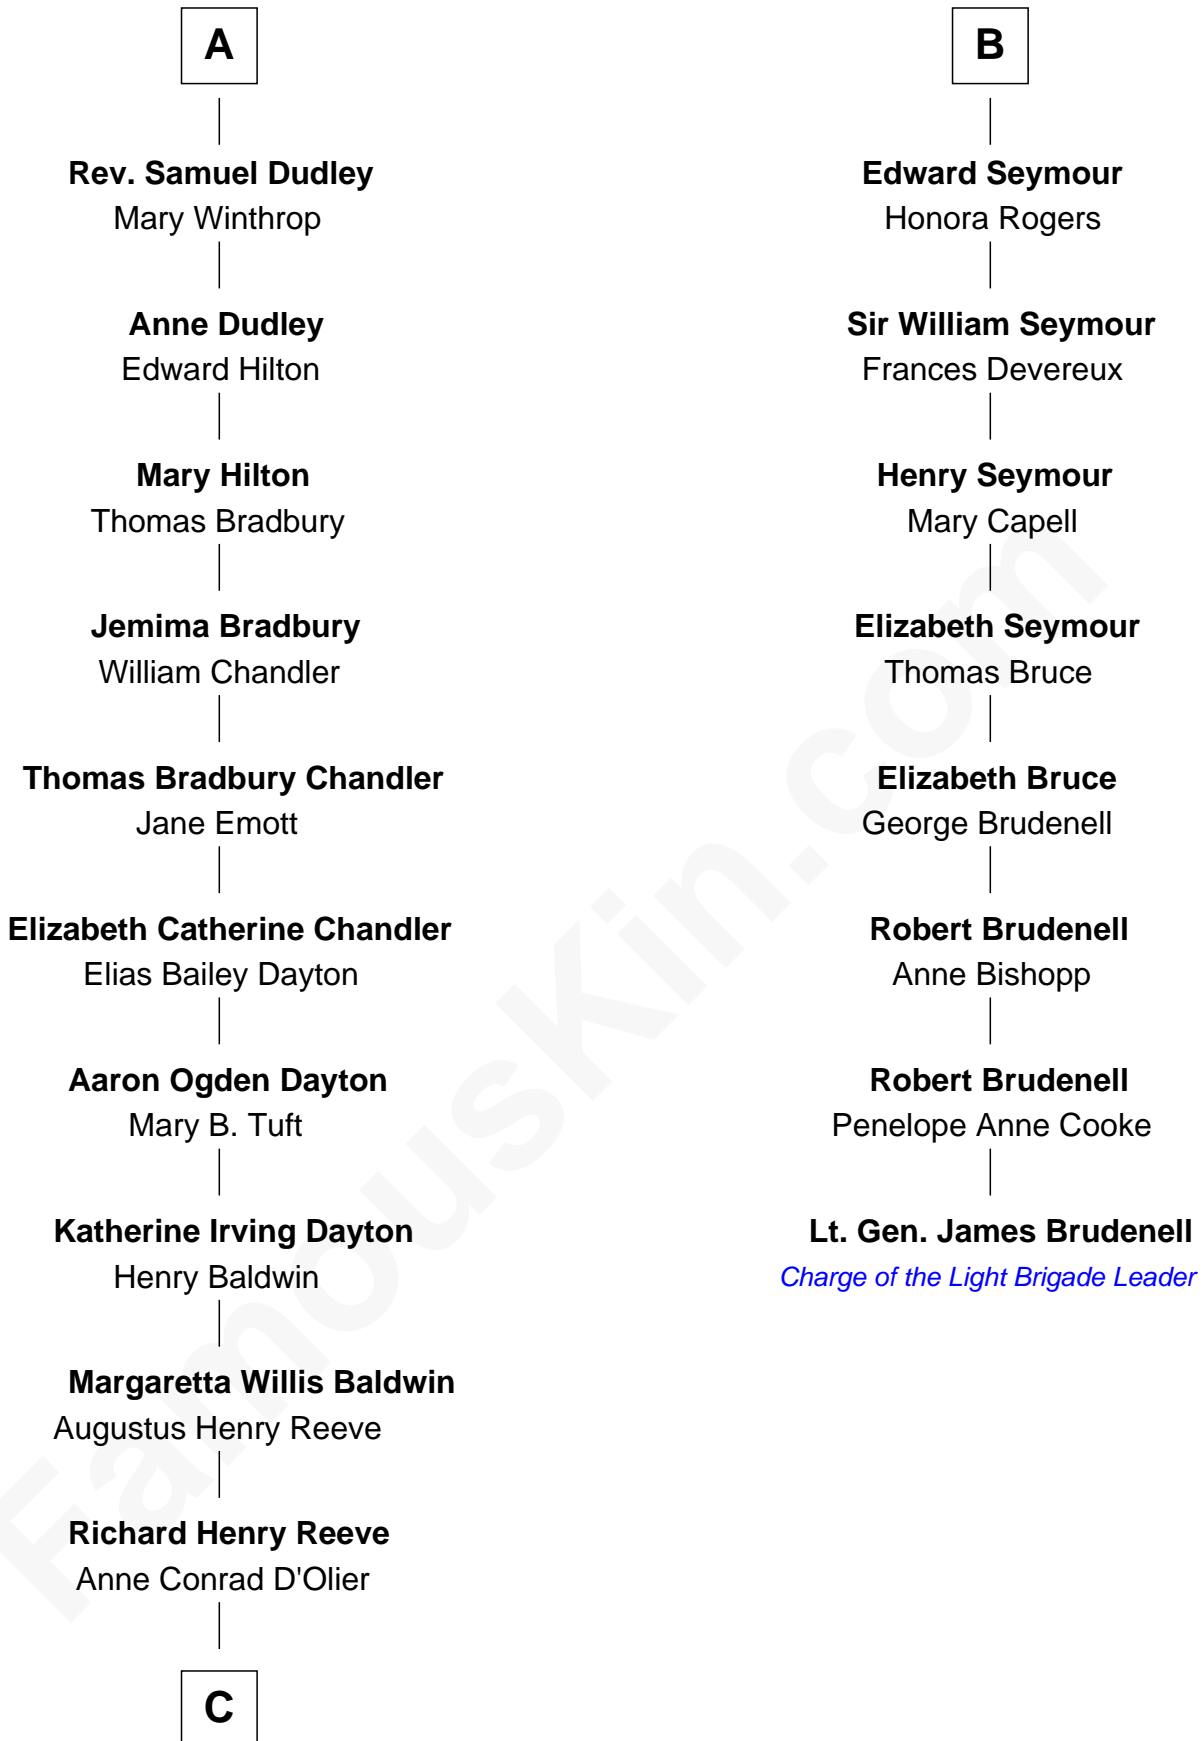 A
Rev. Samuel Dudley
Mary Winthrop
Anne Dudley
Edward Hilton
Mary Hilton
Thomas Bradbury
Jemima Bradbury
William Chandler
Thomas Bradbury Chandler
Jane Emott
Elizabeth Catherine Chandler
Elias Bailey Dayton
Aaron Ogden Dayton
Mary B. Tuft
Katherine Irving Dayton
Henry Baldwin
Margaretta Willis Baldwin
Augustus Henry Reeve
Richard Henry Reeve
Anne Conrad D'Olier
C
B
Edward Seymour
Honora Rogers
Sir William Seymour
Frances Devereux
Henry Seymour
Mary Capell
Elizabeth Seymour
Thomas Bruce
Elizabeth Bruce
George Brudenell
Robert Brudenell
Anne Bishopp
Robert Brudenell
Penelope Anne Cooke
Lt. Gen. James Brudenell
Charge of the Light Brigade Leader
FamousKin.com